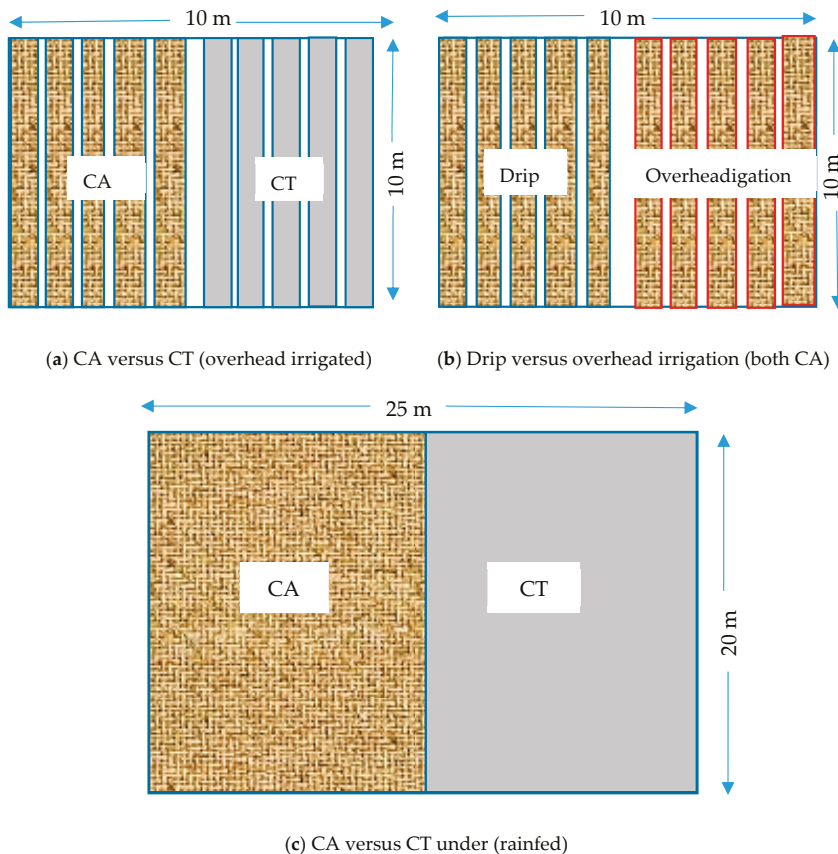 10 m 10 m
CA CT 10 m Drip Overheadigation 10 m
(a) CA versus CT (overhead irrigated) (b) Drip versus overhead irrigation (both CA)
25 m
CA CT
20 m
(c) CA versus CT under (rainfed)